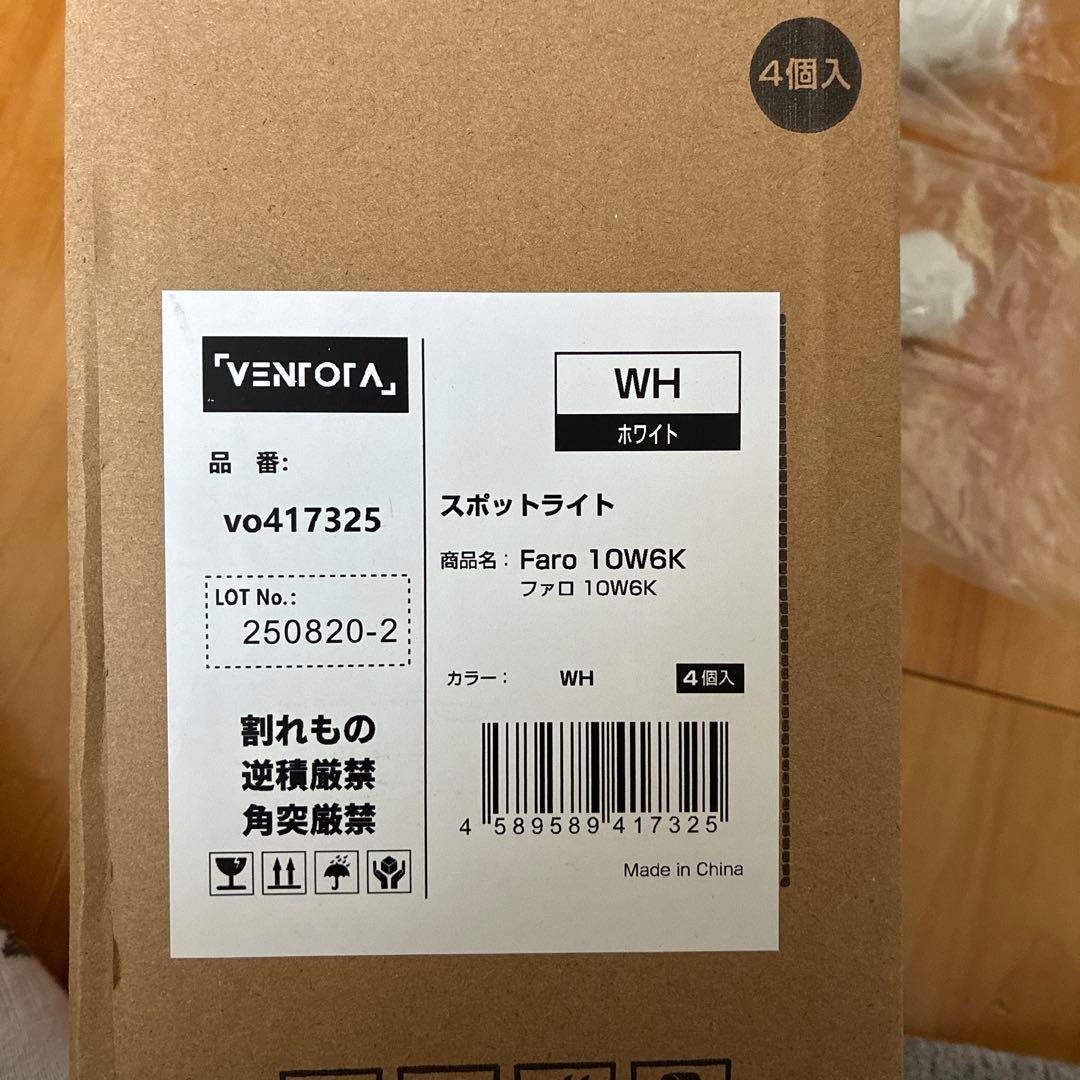 4個入
「VENTOTA」
品 番:
vo417325
LOT No.:
250820-2
割れもの
逆積厳禁
角突厳禁
WH
ホワイト
スポットライト
商品名: Faro 10W6K
ファロ 10W6K
カラー: WH 4個入
4 589589 417325
Made in China